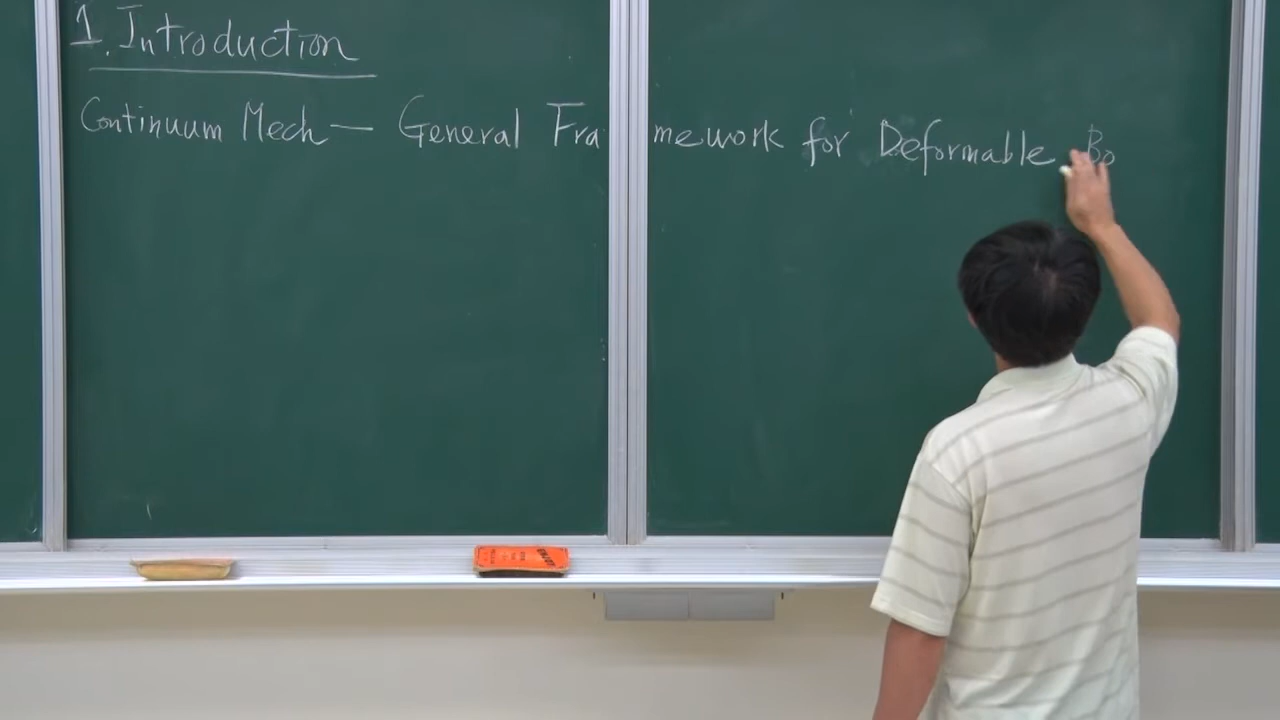 1. Introduction
Continuum Mech — General Framework for Deformable Bo